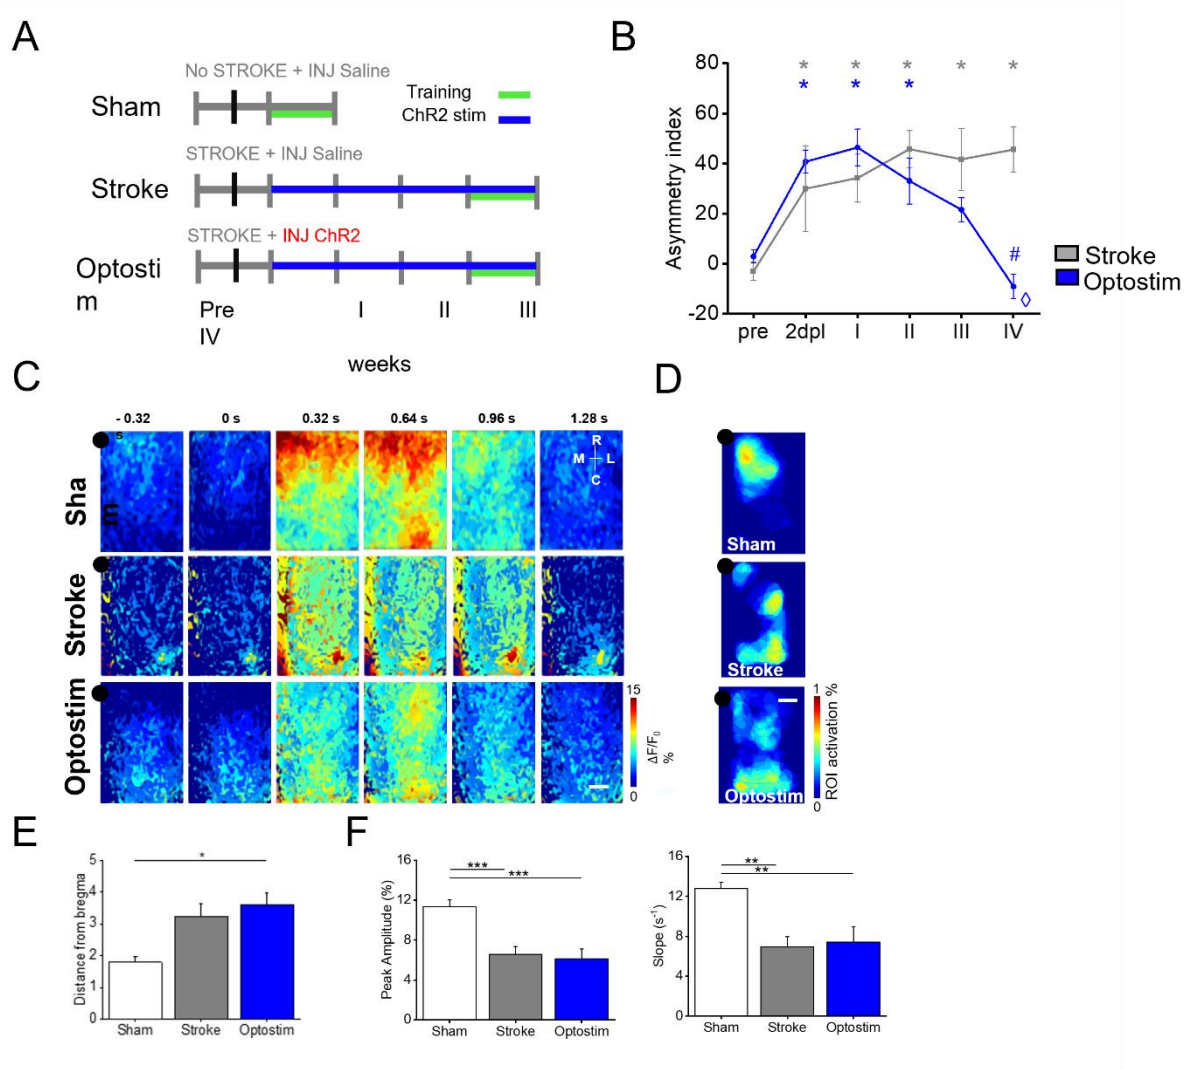 A
No STROKE + INJ Saline
Sham
Training
ChR2 stim
STROKE + INJ Saline
Stroke
STROKE + INJ ChR2
Optosti
m
Pre I II III
IV
weeks
B
80
60
40
20
0
-20
Asymmetry index
* * * * *
* * *
#
◊
pre 2dpI I II III IV
Stroke
Optostim
C
- 0.32 0 s 0.32 s 0.64 s 0.96 s 1.28 s
s
R
M L
C
Sha
m
Stroke
Optostim
15
0
ΔF/F0
%
D
Sham
Stroke
Optostim
1
0
ROI activation %
E
Distance from bregma
5
4
3
2
1
0
*
Sham Stroke Optostim
F
Peak Amplitude (%)
16
12
8
4
0
***
***
Sham Stroke Optostim
Slope (s-1)
16
12
8
4
0
**
**
Sham Stroke Optostim